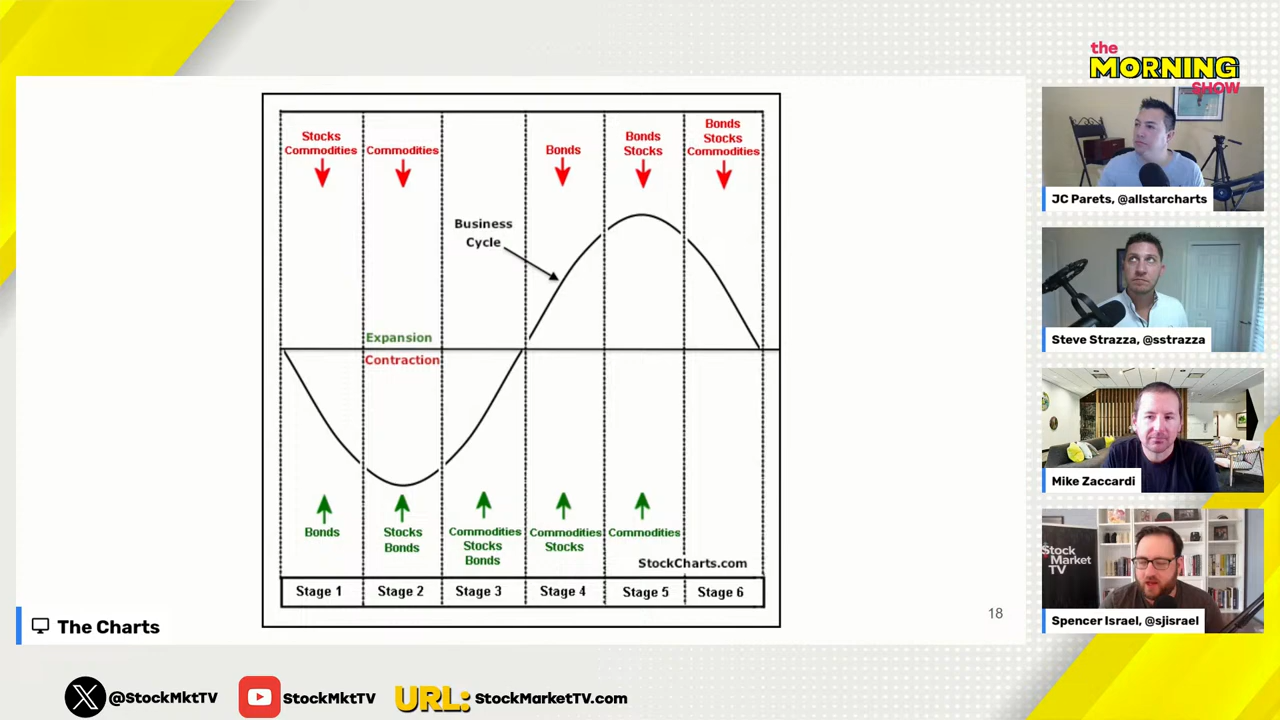 the
MORNING
SHOW
Stocks
Commodities
Commodities
Bonds
Bonds
Stocks
Bonds
Stocks
Commodities
Business
Cycle
Expansion
Contraction
Bonds
Stocks
Bonds
Commodities
Stocks
Bonds
Commodities
Stocks
Commodities
StockCharts.com
Stage 1
Stage 2
Stage 3
Stage 4
Stage 5
Stage 6
18
The Charts
JC Parets, @allstarcharts
Steve Strazza, @sstrazza
Mike Zaccardi
Stock
Market
TV
Spencer Israel, @sjisrael
@StockMktTV
StockMktTV
URL:
StockMarketTV.com